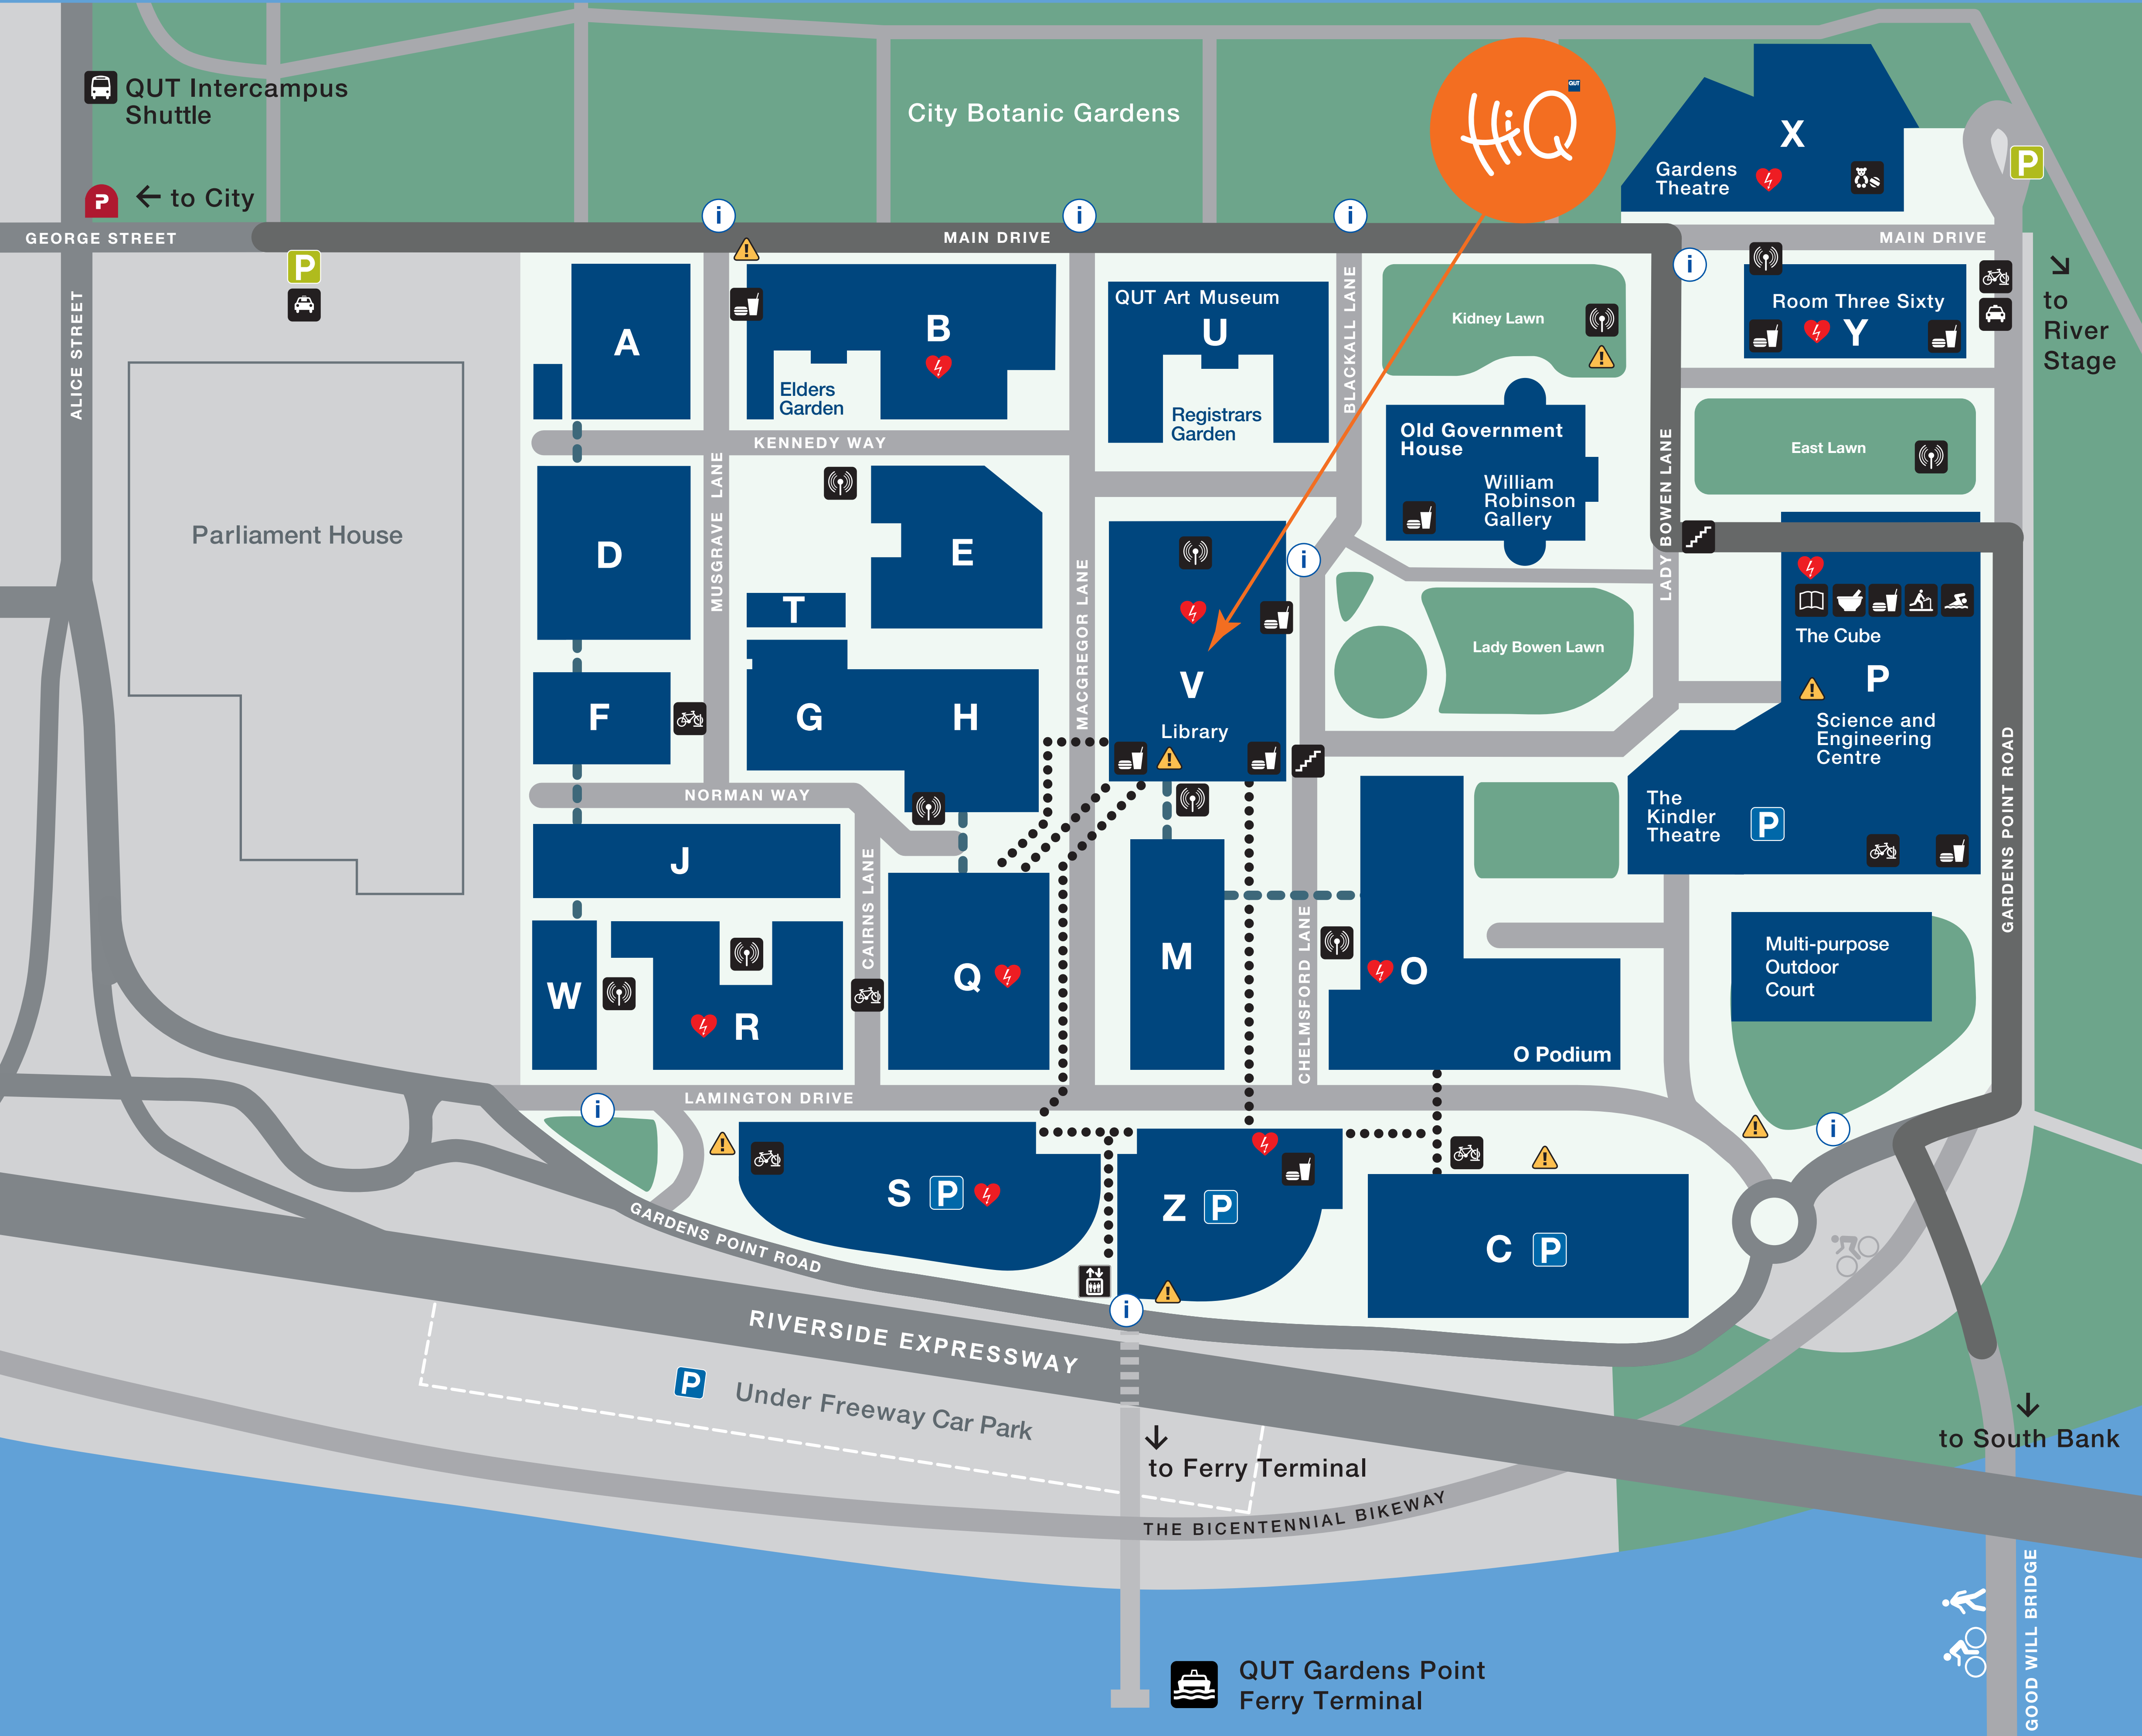 QUT Intercampus
Shuttle
P
← to City
City Botanic Gardens
QUT
HiQ
X
Gardens
Theatre
P
GEORGE STREET
MAIN DRIVE
MAIN DRIVE
i
i
i
i
P
ALICE STREET
A
B
Elders
Garden
QUT Art Museum
U
Registrars
Garden
BLACKALL LANE
Kidney Lawn
Room Three Sixty
Y
to
River
Stage
KENNEDY WAY
Old Government
House
William
Robinson
Gallery
East Lawn
LADY BOWEN LANE
Parliament House
D
MUSGRAVE LANE
E
T
MACGREGOR LANE
i
V
Library
Lady Bowen Lawn
The Cube
P
Science and
Engineering
Centre
The
Kindler
Theatre
P
GARDENS POINT ROAD
F
G
H
NORMAN WAY
J
CAIRNS LANE
W
R
Q
M
CHELMSFORD LANE
O
O Podium
Multi-purpose
Outdoor
Court
LAMINGTON DRIVE
i
i
S
P
Z
P
C
P
GARDENS POINT ROAD
i
RIVERSIDE EXPRESSWAY
P
Under Freeway Car Park
to Ferry Terminal
to South Bank
THE BICENTENNIAL BIKEWAY
GOOD WILL BRIDGE
QUT Gardens Point
Ferry Terminal